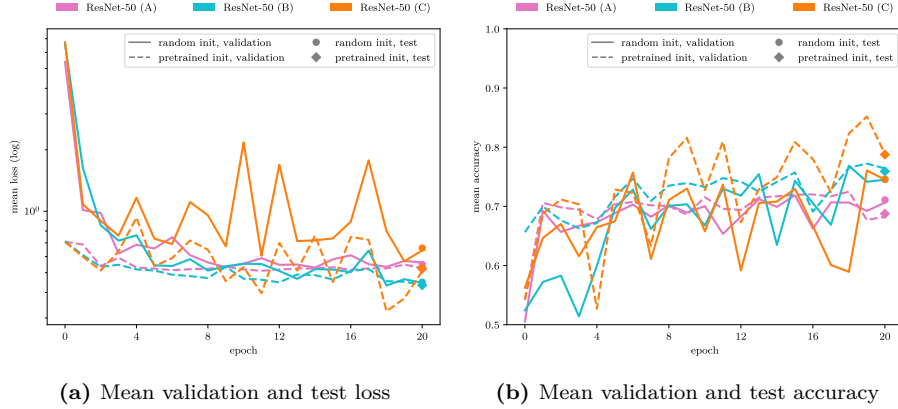 ResNet-50 (A) ResNet-50 (B) ResNet-50 (C)
random init, validation random init, test
pretrained init, validation pretrained init, test
mean loss (log)
10⁰
0 4 8 12 16 20
epoch
(a) Mean validation and test loss
ResNet-50 (A) ResNet-50 (B) ResNet-50 (C)
random init, validation random init, test
pretrained init, validation pretrained init, test
mean accuracy
1.0
0.9
0.8
0.7
0.6
0.5
0 4 8 12 16 20
epoch
(b) Mean validation and test accuracy